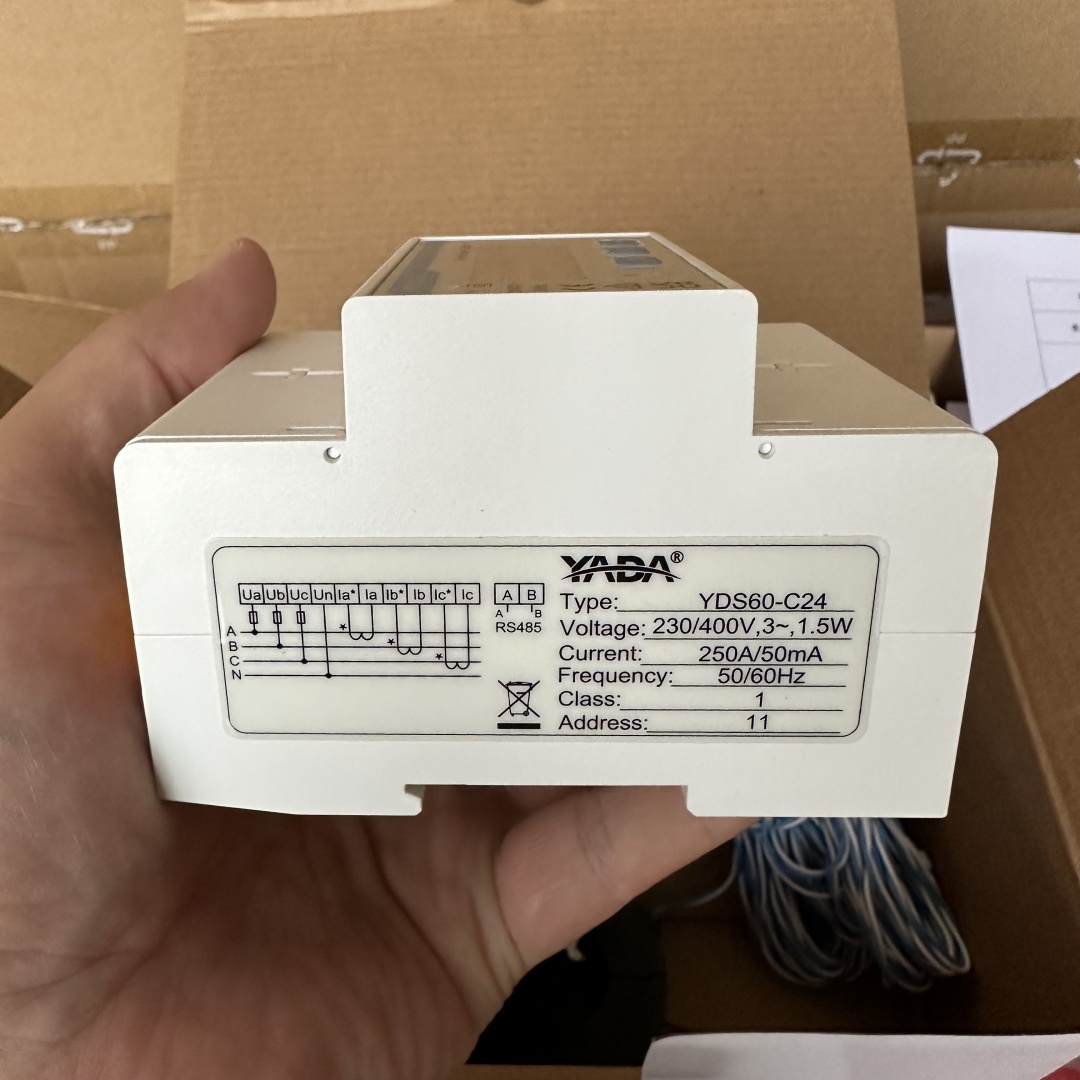 Ua Ub Uc Un Ia* Ia Ib* Ib Ic* Ic
A B
A B
RS485
A
B
C
N
* * *
YADA®
Type: YDS60-C24
Voltage: 230/400V,3~,1.5W
Current: 250A/50mA
Frequency: 50/60Hz
Class: 1
Address: 11